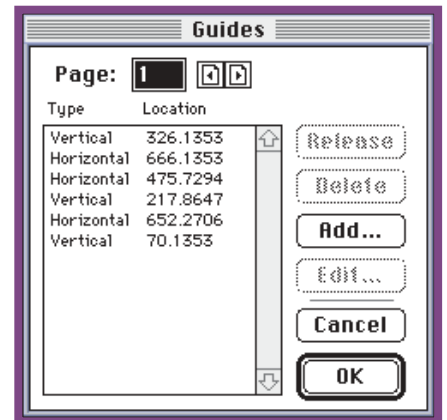 Guides
Page: 1
Type Location
Vertical 326.1353
Horizontal 666.1353
Horizontal 475.7294
Vertical 217.8647
Horizontal 652.2706
Vertical 70.1353
Release
Delete
Add...
Edit...
Cancel
OK